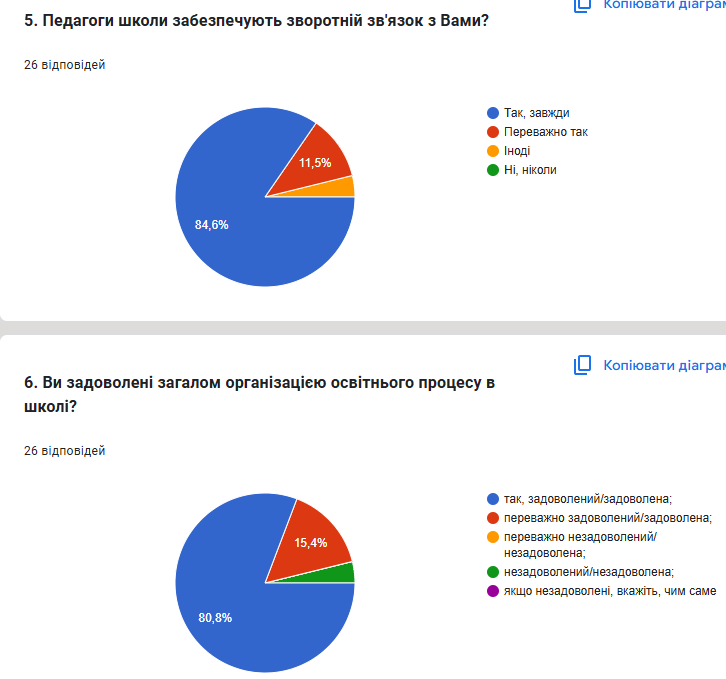 Копіювати
5. Педагоги школи забезпечують зворотній зв'язок з Вами?
26 відповідей
Так, завжди
Переважно так
Іноді
Ні, ніколи
11,5%
84,6%
Копіювати
6. Ви задоволені загалом організацією освітнього процесу в
школі?
26 відповідей
так, задоволений/задоволена;
переважно задоволений/задоволена;
переважно незадоволений/
незадоволена;
незадоволений/незадоволена;
якщо незадоволені, вкажіть, чим саме
15,4%
80,8%